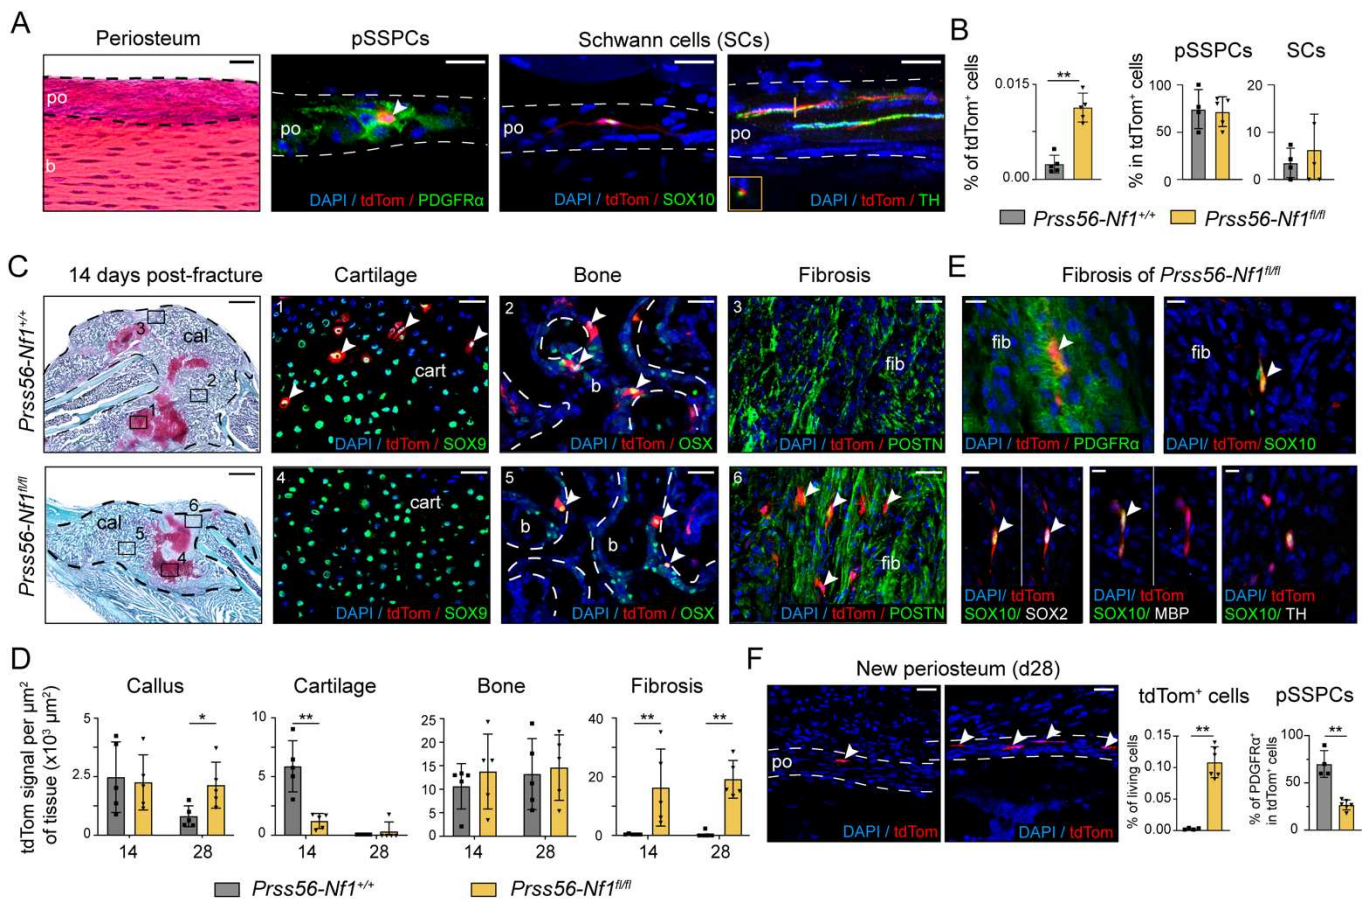 A
Periosteum
po
b
pSSPCs
po
DAPI / tdTom / PDGFRα
Schwann cells (SCs)
po
DAPI / tdTom / SOX10
po
DAPI / tdTom / TH
B
% of tdTom⁺ cells
0.015
0.00
**
% in tdTom⁺ cells
pSSPCs
100
50
0
SCs
20
10
0
Prss56-Nf1⁺/⁺
Prss56-Nf1ᶠˡ/ᶠˡ
C
14 days post-fracture
Cartilage
Bone
Fibrosis
Prss56-Nf1⁺/⁺
cal
3
2
1
1
cart
DAPI / tdTom / SOX9
2
b
DAPI / tdTom / OSX
3
fib
DAPI / tdTom / POSTN
Prss56-Nf1ᶠˡ/ᶠˡ
cal
6
5
4
4
cart
DAPI / tdTom / SOX9
5
b
b
DAPI / tdTom / OSX
6
fib
DAPI / tdTom / POSTN
E
Fibrosis of Prss56-Nf1ᶠˡ/ᶠˡ
fib
DAPI / tdTom / PDGFRα
fib
DAPI / tdTom/ SOX10
DAPI/ tdTom
SOX10/ SOX2
DAPI/ tdTom
SOX10/ MBP
DAPI/ tdTom
SOX10/ TH
D
tdTom signal per µm²
of tissue (x10³ µm²)
Callus
5
2.5
0
*
14
28
Cartilage
10
5
0
**
14
28
Bone
25
20
15
10
5
0
14
28
Fibrosis
40
20
0
**
**
14
28
Prss56-Nf1⁺/⁺
Prss56-Nf1ᶠˡ/ᶠˡ
F
New periosteum (d28)
po
DAPI / tdTom
DAPI / tdTom
tdTom⁺ cells
% of living cells
0.15
0.10
0.05
0.00
**
pSSPCs
% of PDGFRα⁺
in tdTom⁺ cells
100
50
0
**